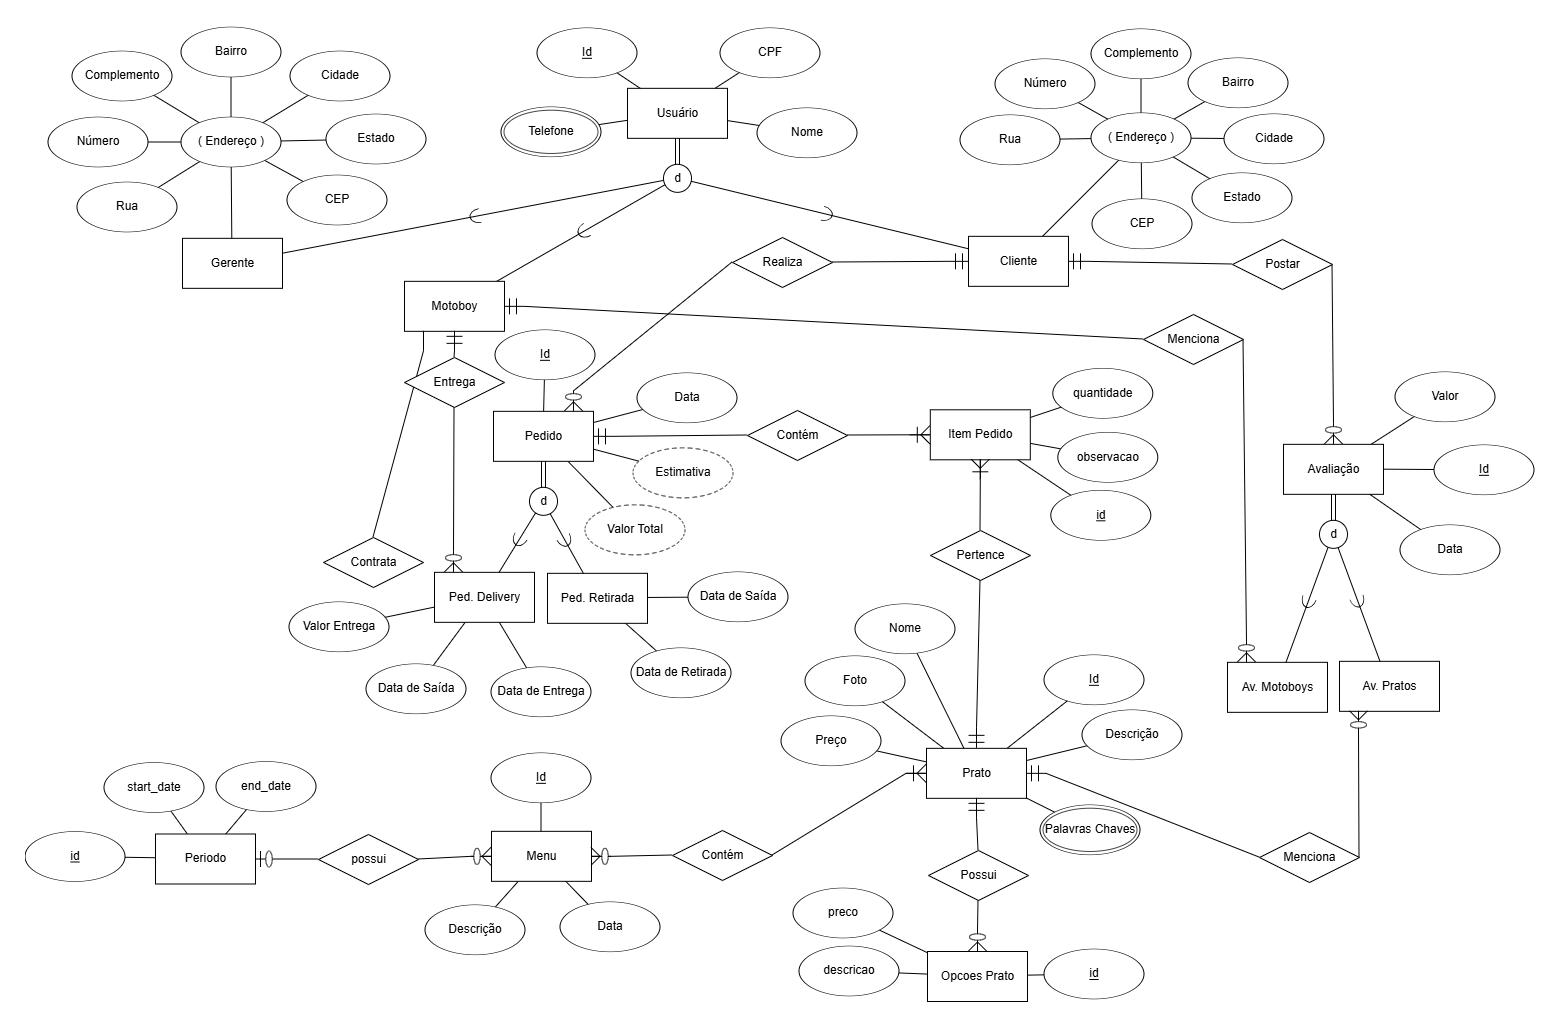 Bairro
Id
CPF
Complemento
Complemento
Cidade
Número
Bairro
Usuário
Telefone
Nome
Número
( Endereço )
Estado
Rua
( Endereço )
Cidade
d
Rua
CEP
Estado
CEP
Gerente
Realiza
Cliente
Postar
Motoboy
Menciona
Id
Entrega
Data
quantidade
Valor
Pedido
Contém
Item Pedido
observacao
Estimativa
Avaliação
Id
d
Valor Total
id
d
Data
Contrata
Pertence
Ped. Delivery
Ped. Retirada
Data de Saída
Valor Entrega
Nome
Data de Saída
Data de Entrega
Data de Retirada
Foto
Id
Av. Motoboys
Av. Pratos
Preço
Descrição
start_date
end_date
Id
Prato
Palavras Chaves
id
Periodo
possui
Menu
Contém
Menciona
Possui
Descrição
Data
preco
descricao
Opcoes Prato
id